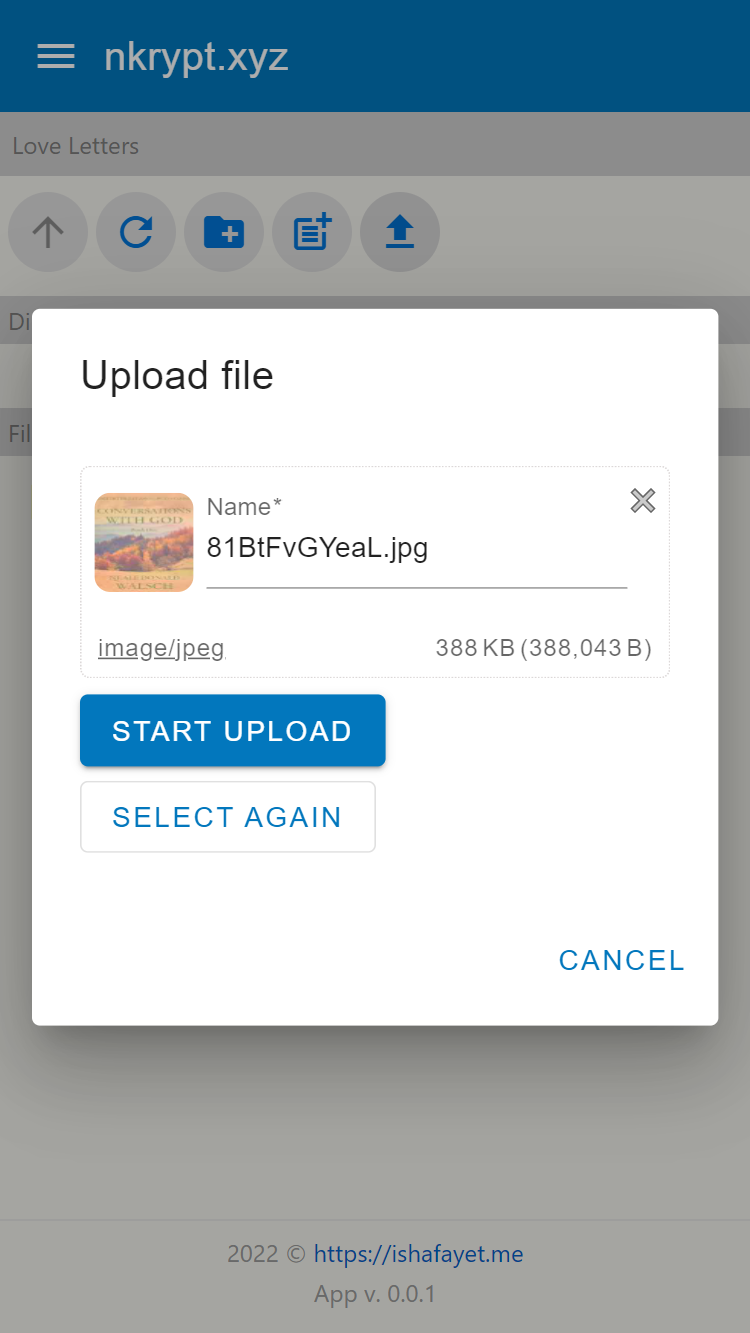 nkrypt.xyz
Love Letters
Di
Fil
Upload file
CONVERSATIONS
WITH GOD
NEALE DONALD
WALSCH
Name*
81BtFvGYeaL.jpg
image/jpeg
388 KB (388,043 B)
START UPLOAD
SELECT AGAIN
CANCEL
2022 © https://ishafayet.me
App v. 0.0.1